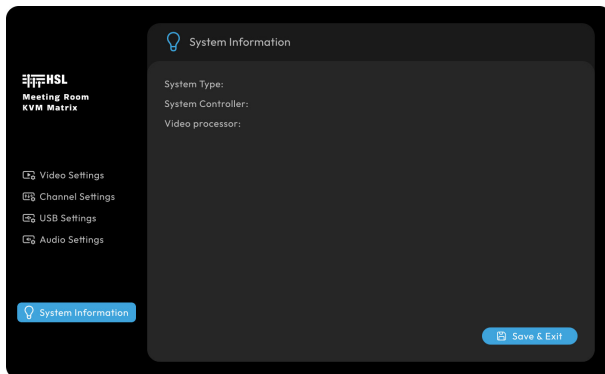 HSL
Meeting Room
KVM Matrix
Video Settings
Channel Settings
USB Settings
Audio Settings
System Information
System Information
System Type:
System Controller:
Video processor:
Save & Exit